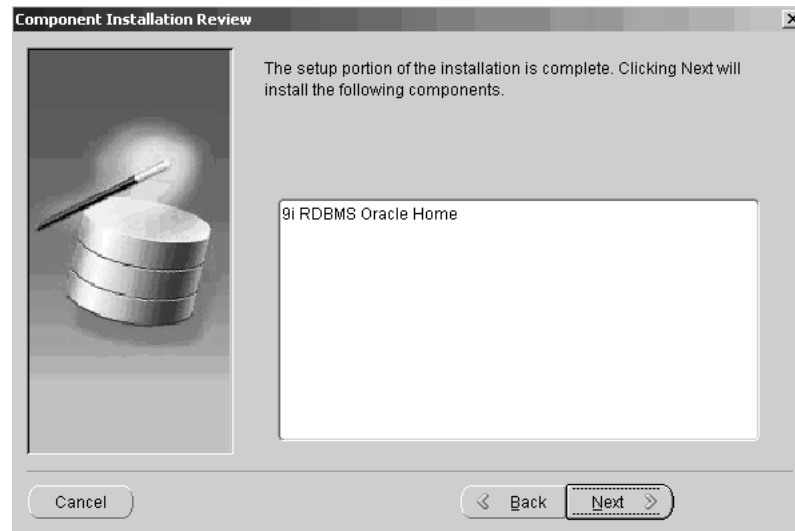 Component Installation Review
The setup portion of the installation is complete. Clicking Next will
install the following components.
9i RDBMS Oracle Home
Cancel
Back
Next